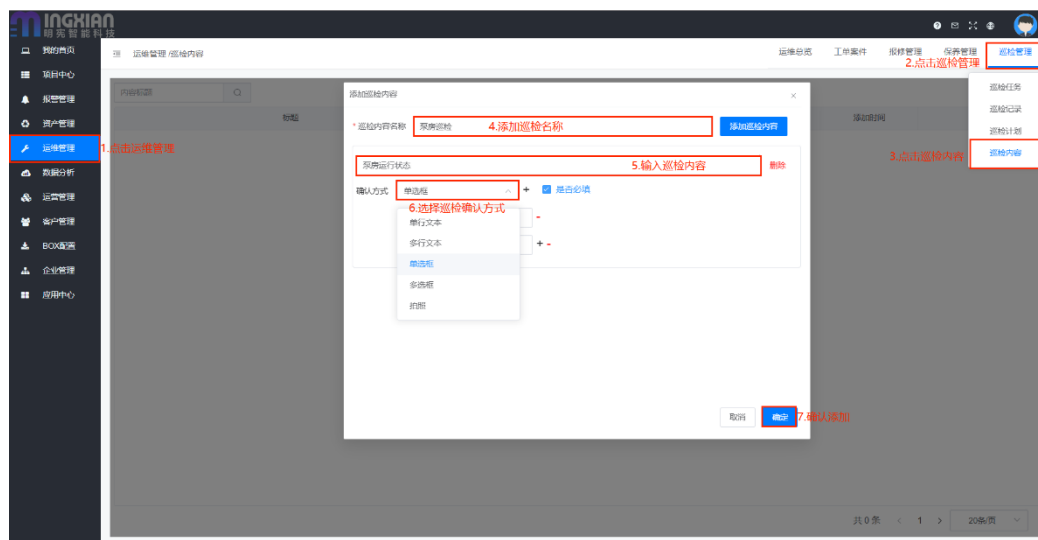 MINGXIAN
明宪智能科技
我的首页
项目中心
报警管理
资产管理
运维管理
数据分析
运营管理
客户管理
BOX配置
企业管理
应用中心
运维管理 /巡检内容
运维总览 工单案件 报修管理 保养管理 巡检管理
1.点击运维管理
2.点击巡检管理
巡检任务
巡检记录
巡检计划
巡检内容
3.点击巡检内容
内容标题
标题
添加时间
添加巡检内容 ×
* 巡检内容名称 泵房巡检 4.添加巡检名称 添加巡检内容
泵房运行状态 5.输入巡检内容 删除
确认方式 单选框 + 是否必填
6.选择巡检确认方式
单行文本 -
多行文本 + -
单选框
多选框
拍照
取消 确定 7.确认添加
共 0 条 < 1 > 20条/页